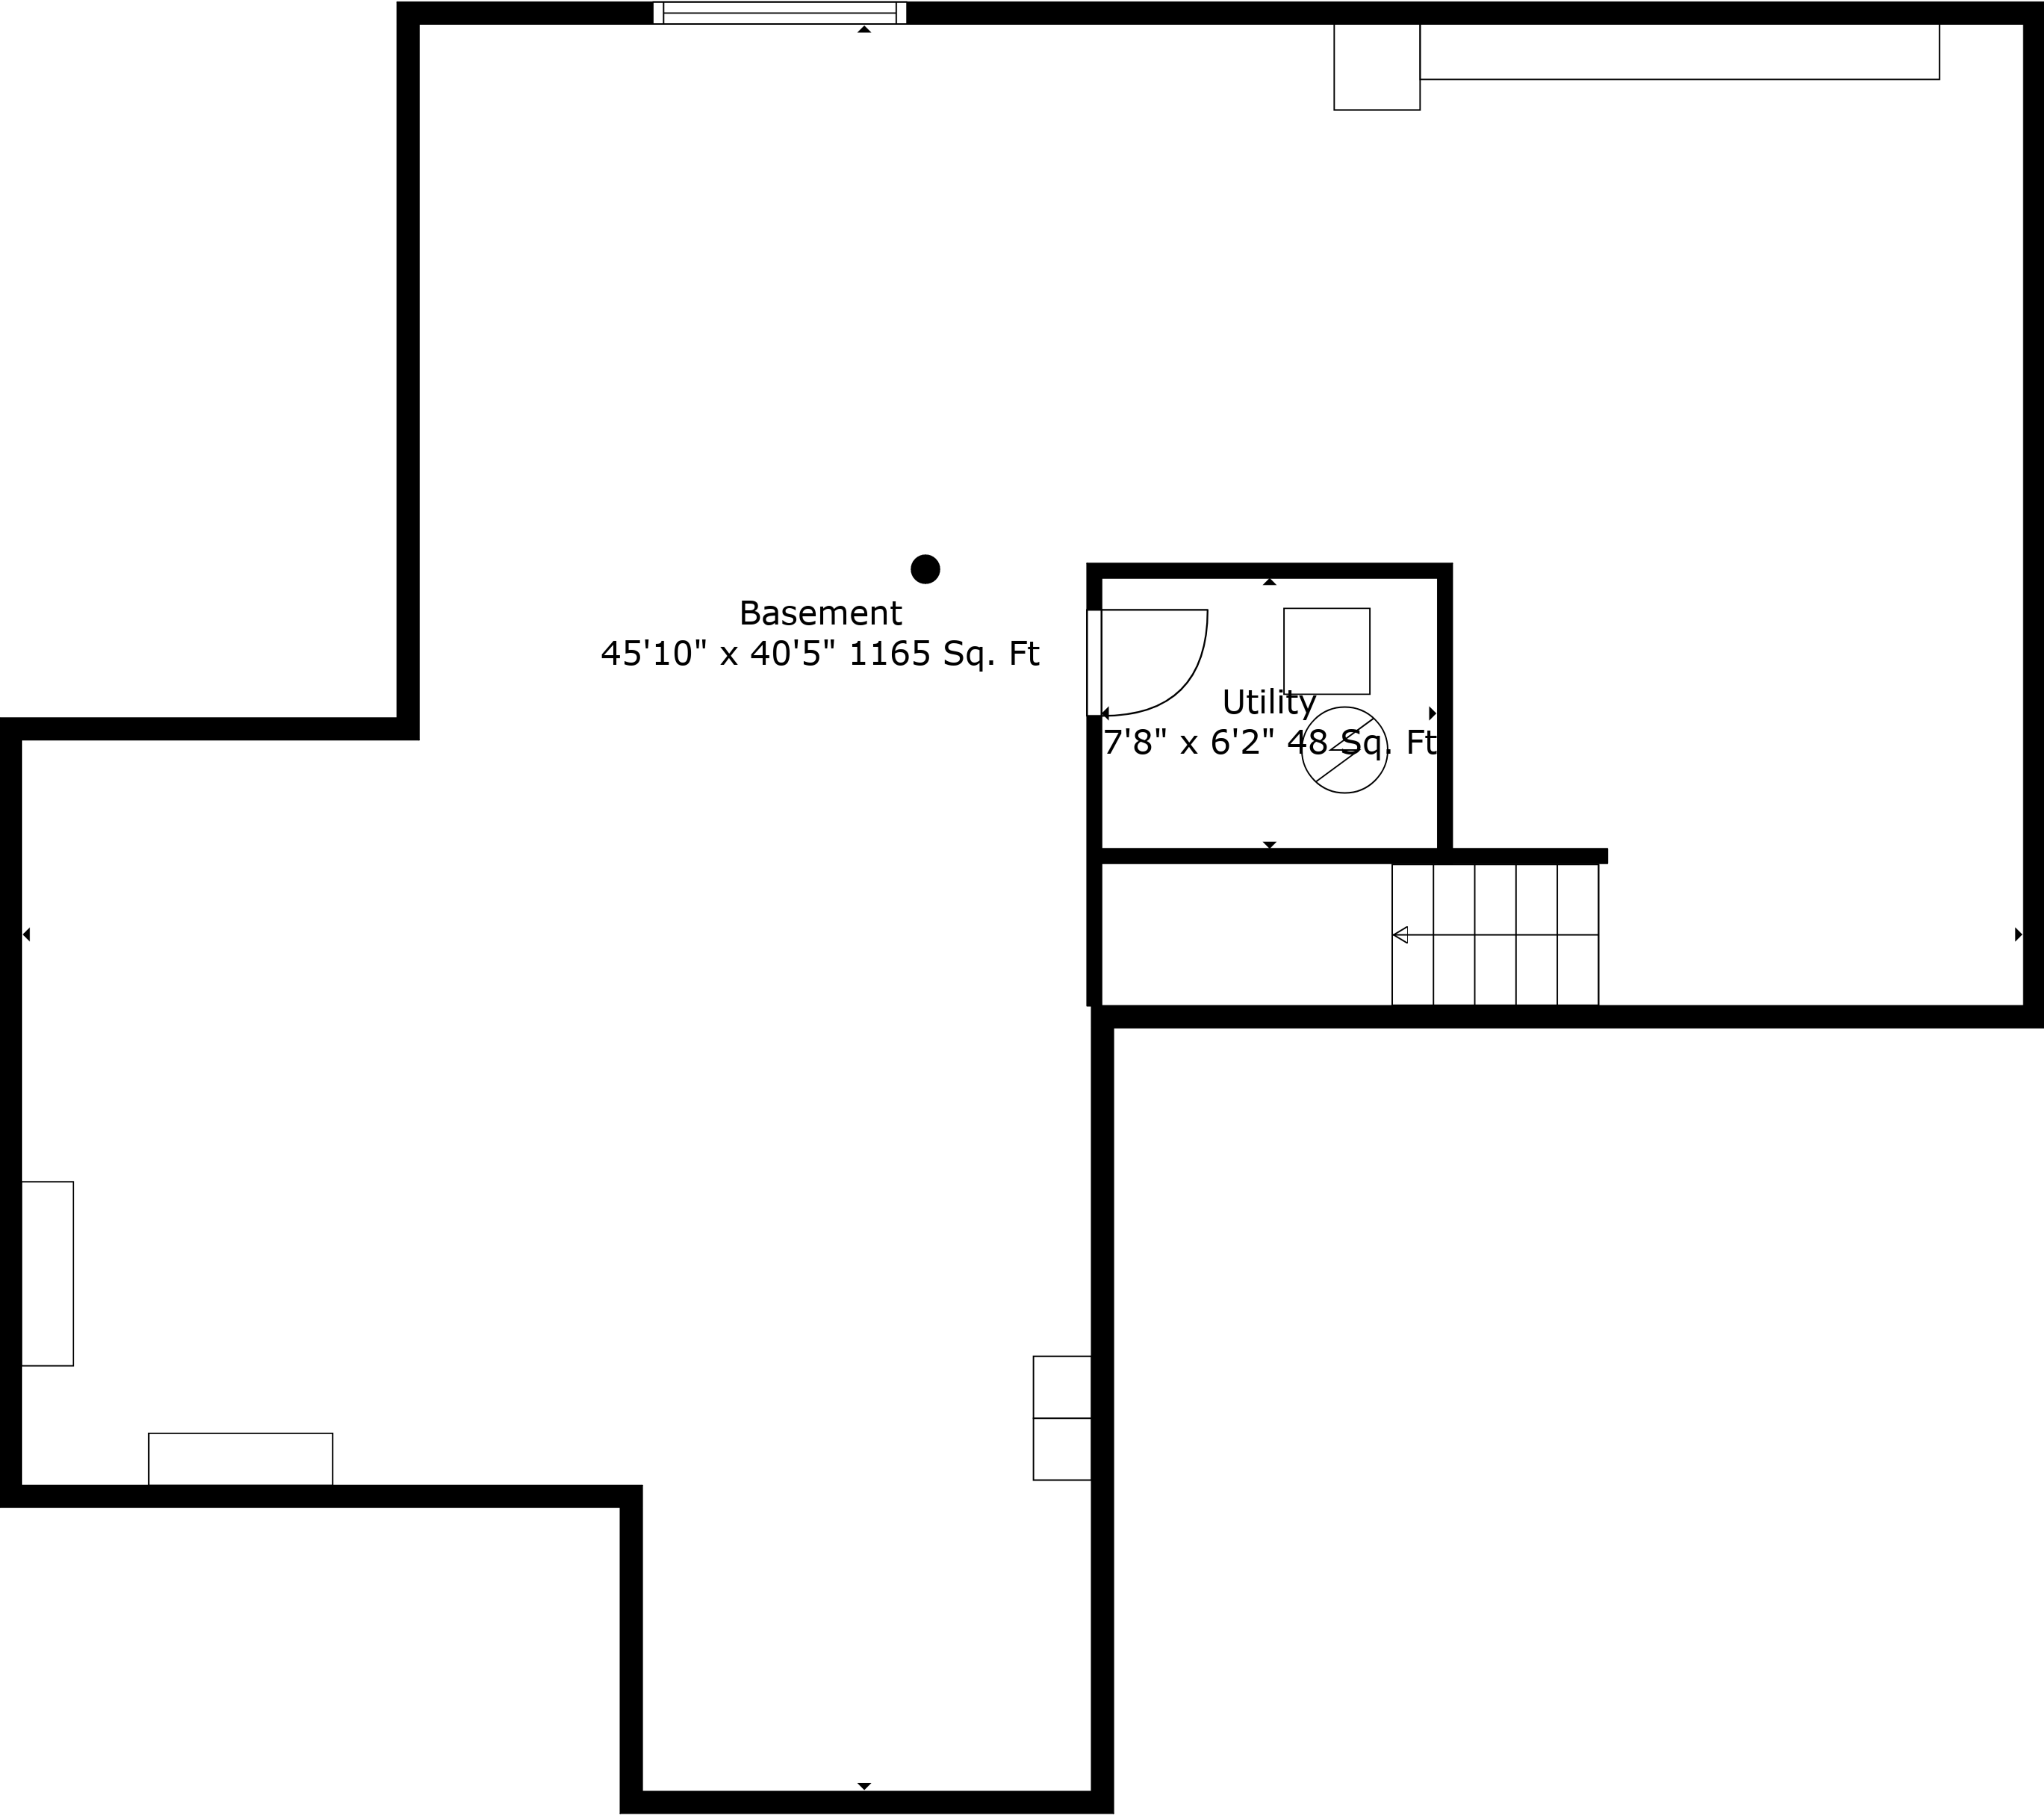 Basement
45'10" x 40'5" 1165 Sq. Ft
Utility
7'8" x 6'2" 48 Sq. Ft